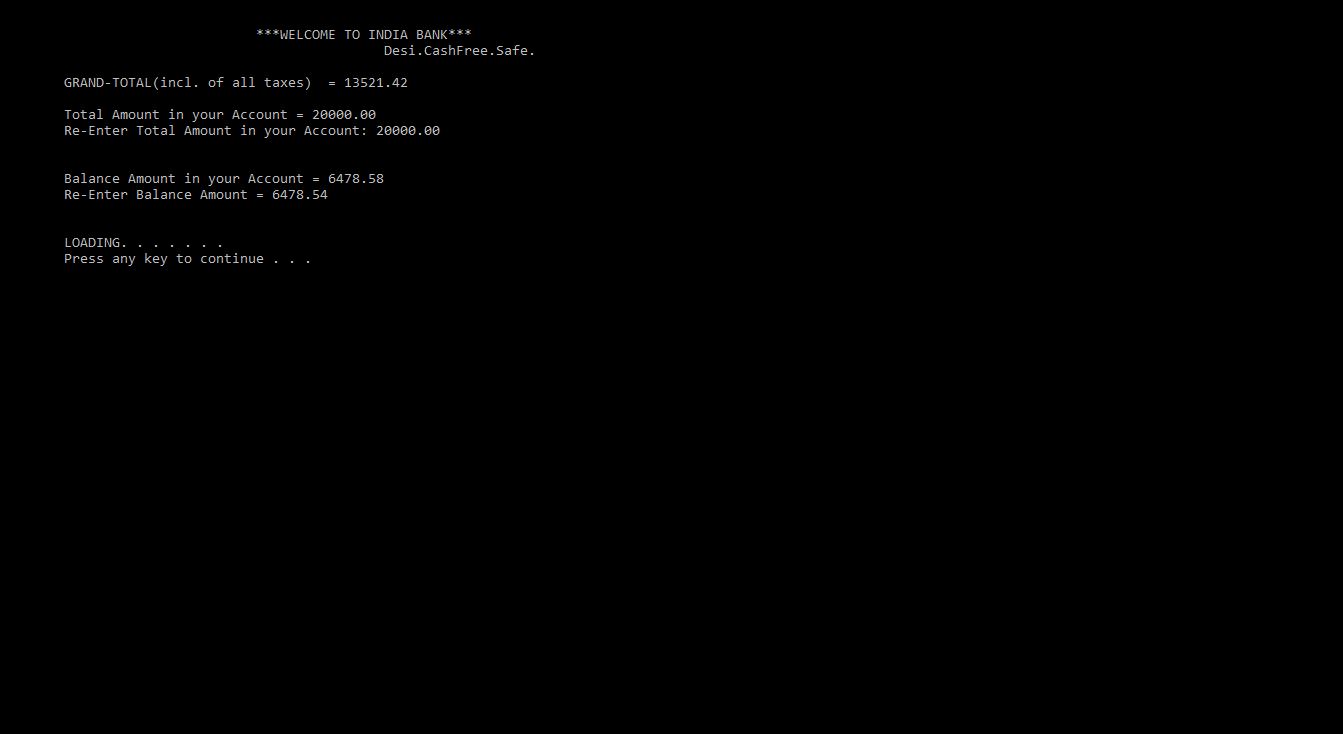 ***WELCOME TO INDIA BANK***
Desi.CashFree.Safe.
GRAND-TOTAL(incl. of all taxes)  = 13521.42
Total Amount in your Account = 20000.00
Re-Enter Total Amount in your Account: 20000.00
Balance Amount in your Account = 6478.58
Re-Enter Balance Amount = 6478.54
LOADING. . . . . . .
Press any key to continue . . .